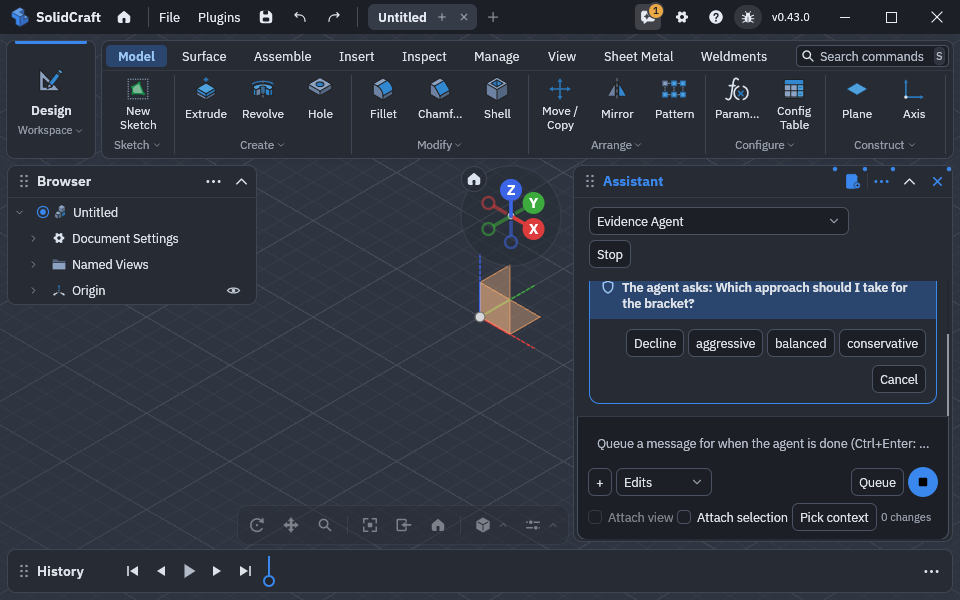 SolidCraft File Plugins Untitled 1 v0.43.0
Model Surface Assemble Insert Inspect Manage View Sheet Metal Weldments Search commands S
Design
Workspace
New Sketch
Extrude Revolve Hole Fillet Chamf... Shell Move / Copy Mirror Pattern Param... Config Table Plane Axis
Sketch Create Modify Arrange Configure Construct
Browser
Untitled
Document Settings
Named Views
Origin
Z
Y
X
Assistant
Evidence Agent
Stop
The agent asks: Which approach should I take for
the bracket?
Decline aggressive balanced conservative
Cancel
Queue a message for when the agent is done (Ctrl+Enter: ...
+ Edits Queue
Attach view Attach selection Pick context 0 changes
History